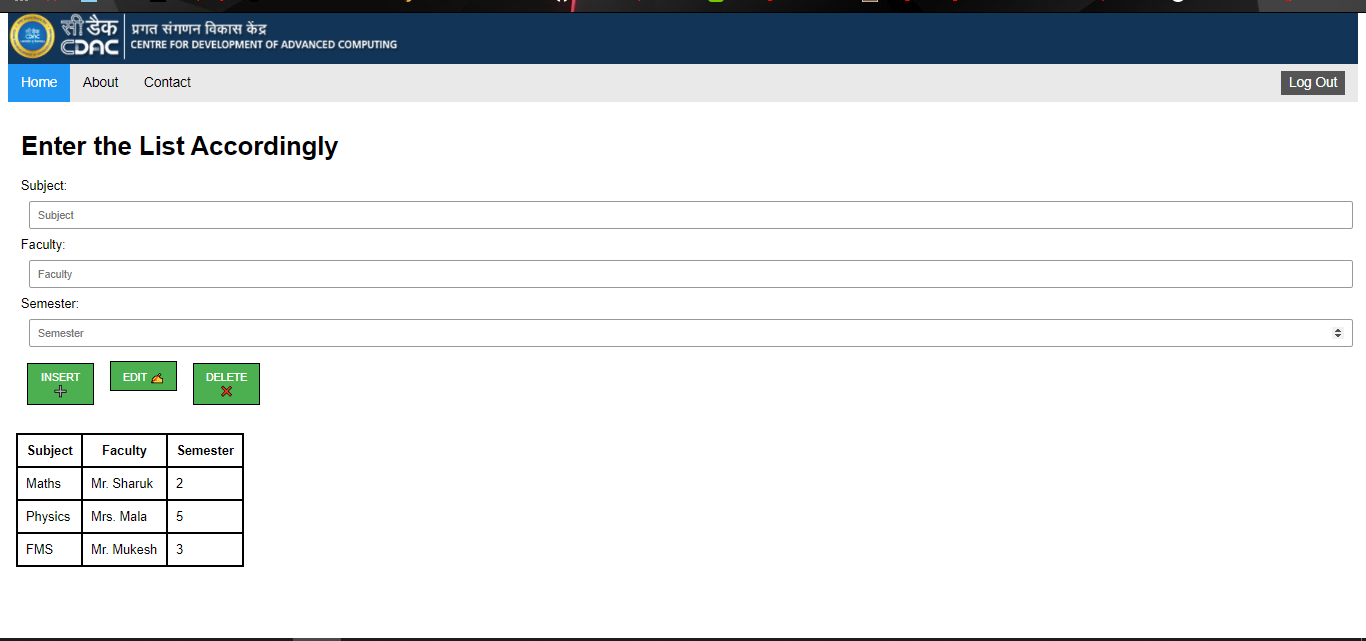 सी डैक
CDAC
प्रगत संगणन विकास केंद्र
CENTRE FOR DEVELOPMENT OF ADVANCED COMPUTING
Home About Contact Log Out
Enter the List Accordingly
Subject:
Subject
Faculty:
Faculty
Semester:
Semester
INSERT EDIT DELETE
Subject Faculty Semester
Maths Mr. Sharuk 2
Physics Mrs. Mala 5
FMS Mr. Mukesh 3